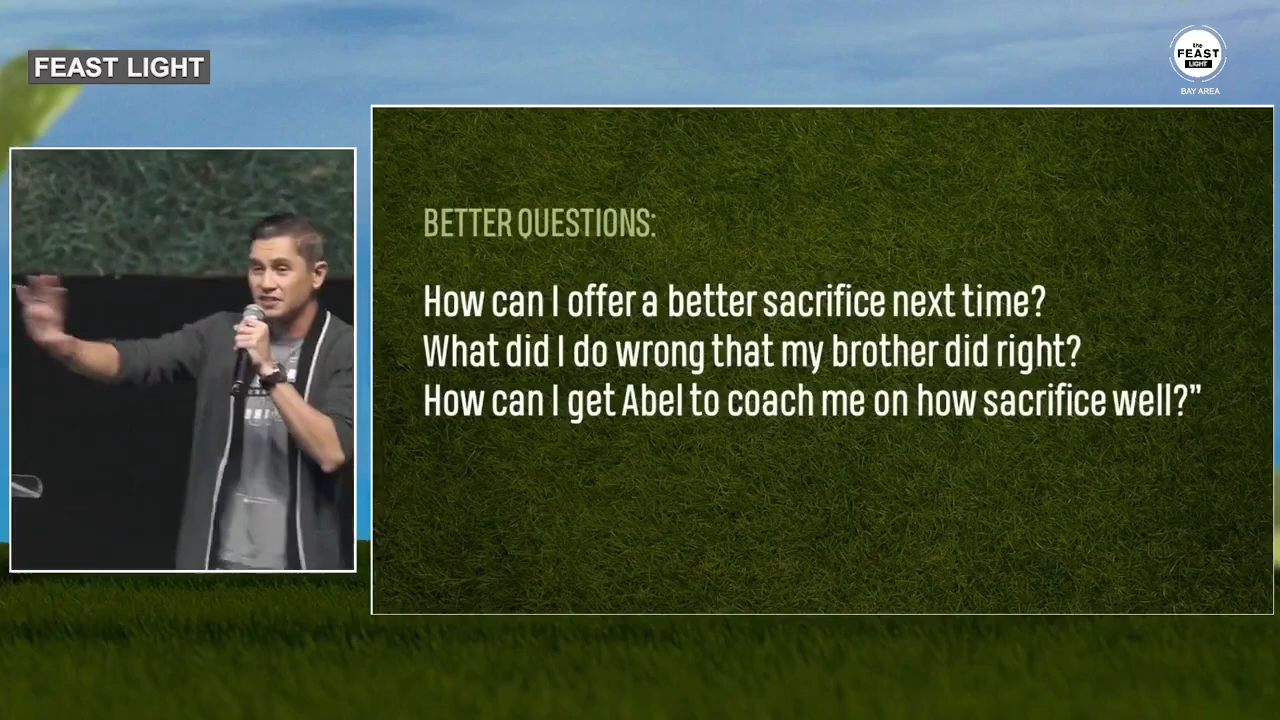 FEAST LIGHT
the
FEAST
LIGHT
BAY AREA
BETTER QUESTIONS:
How can I offer a better sacrifice next time?
What did I do wrong that my brother did right?
How can I get Abel to coach me on how sacrifice well?”